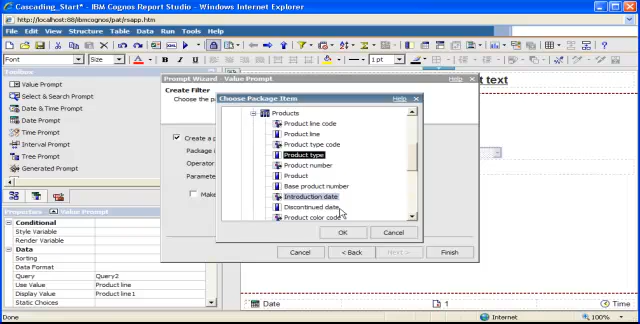 Cascading_Start* - IBM Cognos Report Studio - Windows Internet Explorer
http://localhost:88/ibmcognos/pat/rsapp.htm
File Edit View Structure Table Data Run Tools Help
Font Size 1 pt
Toolbox
Value Prompt
Select & Search Prompt
Date & Time Prompt
Date Prompt
Time Prompt
Interval Prompt
Tree Prompt
Generated Prompt
Properties Value Prompt
Conditional
Style Variable
Render Variable
Data
Sorting
Data Format
Query Query2
Use Value Product line
Display Value Product line1
Static Choices
Prompt Wizard - Value Prompt Help
Create Filter
Choose the p
Create a p
Package i
Operator
Parameter
Make
Cancel < Back Next > Finish
Choose Package Item Help
Products
Product line code
Product line
Product type code
Product type
Product number
Product
Base product number
Introduction date
Discontinued date
Product color code
OK Cancel
text
Date 1 Time
Done Internet 100%